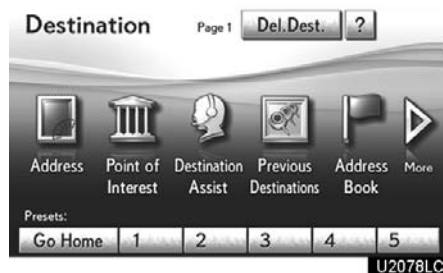 Destination Page 1 Del.Dest. ?
Address Point of Interest Destination Assist Previous Destinations Address Book More
Presets:
Go Home 1 2 3 4 5
U2078LC